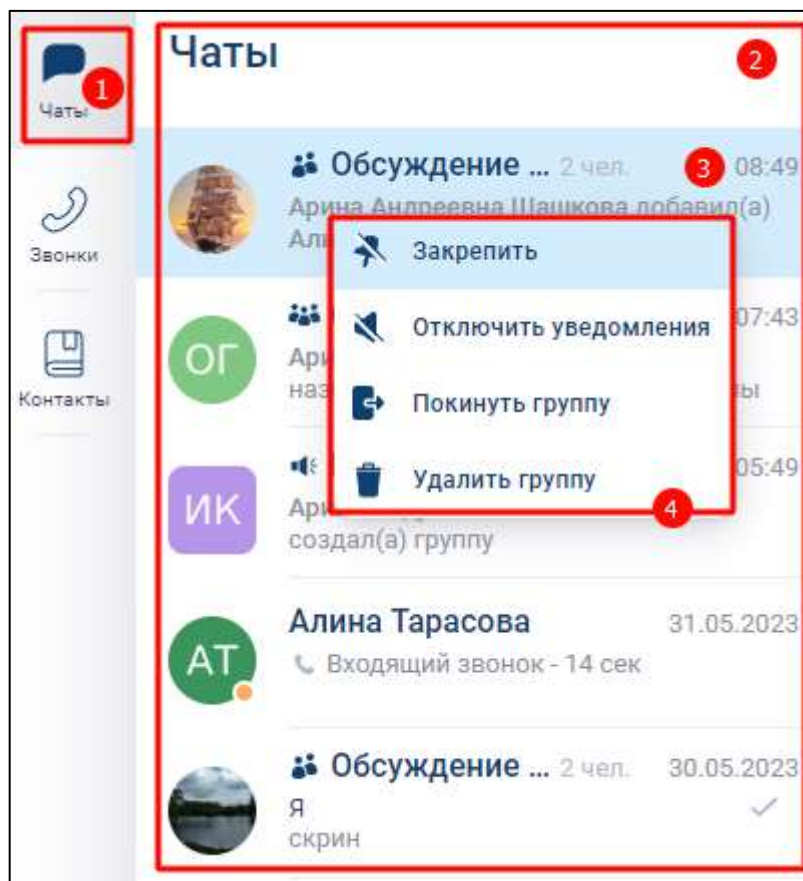 Чаты
1
Звонки
Контакты
Чаты
2
Обсуждение ... 2 чел.
3
08:49
Арина Андреевна Шашкова добавил(а)
Закрепить
Отключить уведомления
Покинуть группу
Удалить группу
4
ОГ
07:43
ИК
05:49
создал(а) группу
АТ
Алина Тарасова
31.05.2023
Входящий звонок - 14 сек
Обсуждение ... 2 чел.
30.05.2023
Я
скрин